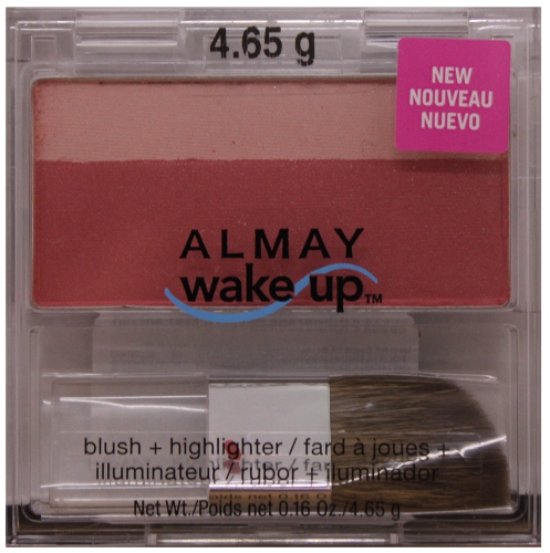 4.65 g
NEW
NOUVEAU
NUEVO
ALMAY
wake up™
blush + highlighter / fard à joues +
illuminateur / rubor + iluminador
Net Wt./Poids net 0.16 Oz./4.65 g